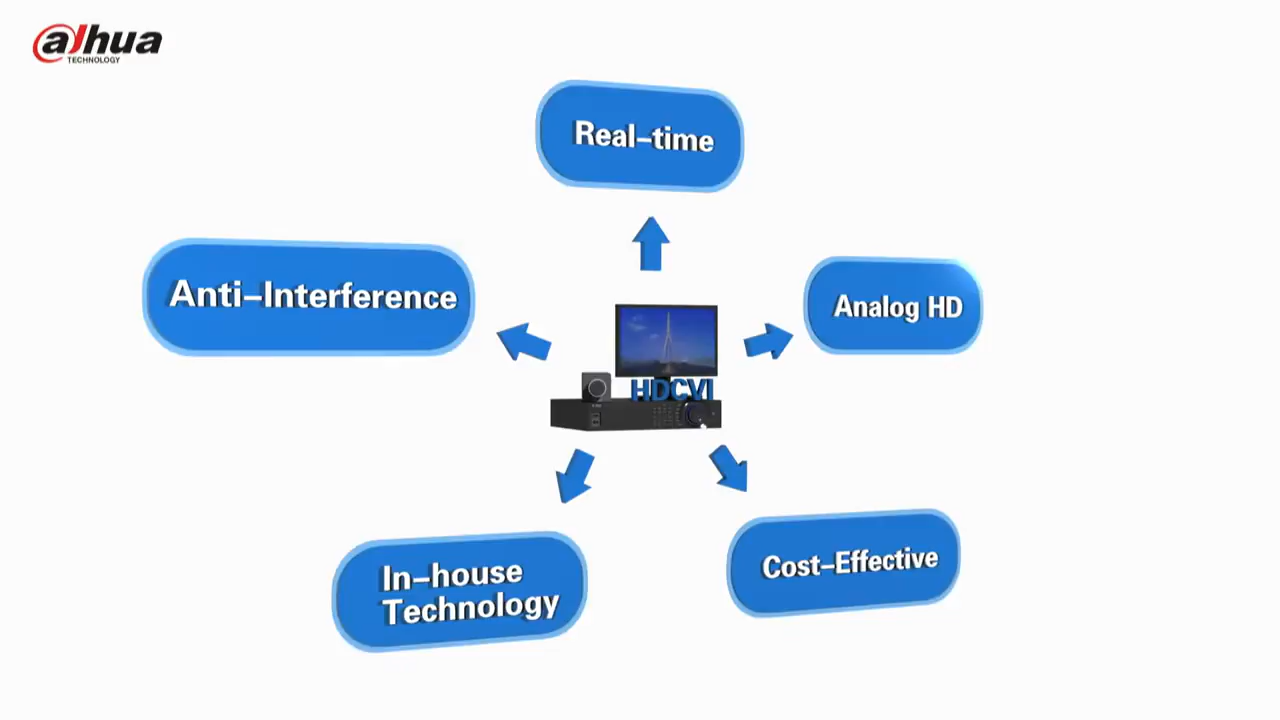 alhua
TECHNOLOGY
Real-time
Anti-Interference
Analog HD
HDCVI
In-house
Technology
Cost-Effective